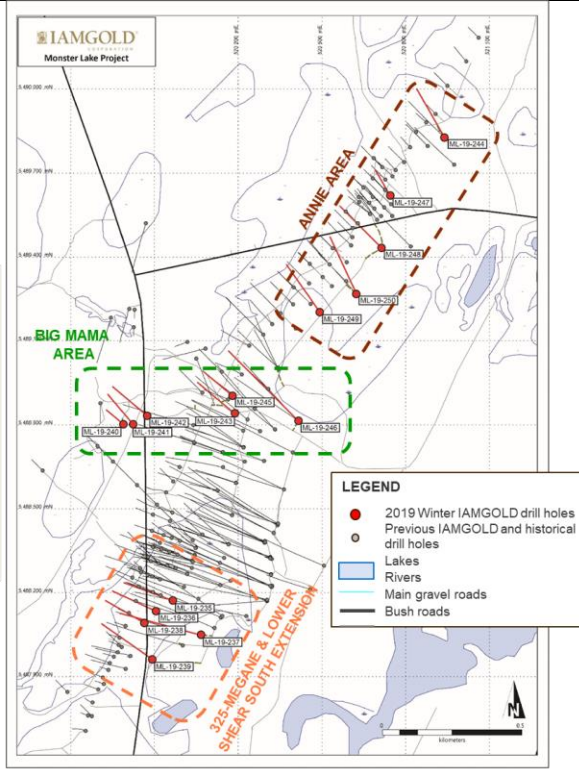 IAMGOLD
CORPORATION
Monster Lake Project
ML-19-244
ANNIE AREA
ML-19-247
ML-19-248
ML-19-250
ML-19-249
BIG MAMA
AREA
ML-19-245
ML-19-242
ML-19-243
ML-19-246
ML-19-240
ML-19-241
LEGEND
2019 Winter IAMGOLD drill holes
Previous IAMGOLD and historical
drill holes
Lakes
Rivers
Main gravel roads
Bush roads
ML-19-235
ML-19-236
ML-19-238
ML-19-237
ML-19-239
325-MEGANE & LOWER
SHEAR SOUTH EXTENSION
N
0
0.5
kilometers